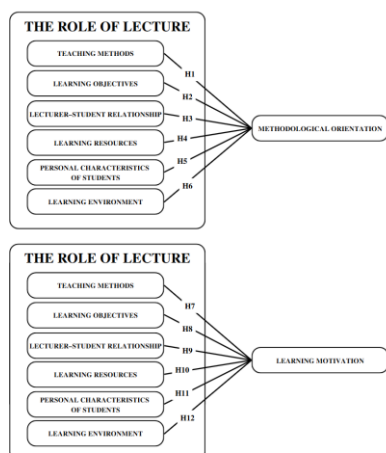 THE ROLE OF LECTURE
TEACHING METHODS
H1
LEARNING OBJECTIVES
H2
LECTURER-STUDENT RELATIONSHIP
H3
METHODOLOGICAL ORIENTATION
LEARNING RESOURCES
H4
PERSONAL CHARACTERISTICS
OF STUDENTS
H5
LEARNING ENVIRONMENT
H6
THE ROLE OF LECTURE
TEACHING METHODS
H7
LEARNING OBJECTIVES
H8
LECTURER-STUDENT RELATIONSHIP
H9
LEARNING MOTIVATION
LEARNING RESOURCES
H10
PERSONAL CHARACTERISTICS
OF STUDENTS
H11
LEARNING ENVIRONMENT
H12